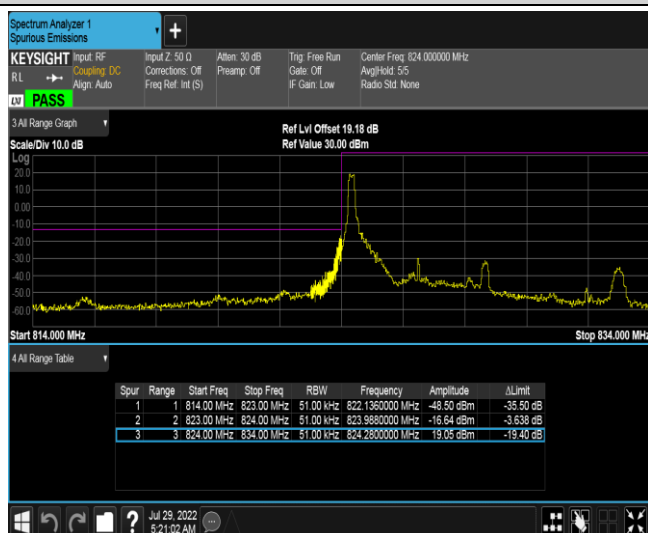 Spectrum Analyzer 1
Spurious Emissions
KEYSIGHT Input: RF Input Z: 50 Ω Atten: 30 dB Trig: Free Run Center Freq: 824.000000 MHz
RL Coupling: DC Corrections: Off Preamp: Off Gate: Off Avg|Hold: 5/5
Align: Auto Freq Ref: Int (S) IF Gain: Low Radio Std: None
LXI PASS
3 All Range Graph
Ref Lvl Offset 19.18 dB
Scale/Div 10.0 dB Ref Value 30.00 dBm
Log
20.0
10.0
0.00
-10.0
-20.0
-30.0
-40.0
-50.0
-60.0
Start 814.000 MHz Stop 834.000 MHz
4 All Range Table
Spur Range Start Freq Stop Freq RBW Frequency Amplitude ΔLimit
1 1 814.00 MHz 823.00 MHz 51.00 kHz 822.1360000 MHz -48.50 dBm -35.50 dB
2 2 823.00 MHz 824.00 MHz 51.00 kHz 823.9880000 MHz -16.64 dBm -3.638 dB
3 3 824.00 MHz 834.00 MHz 51.00 kHz 824.2800000 MHz 19.05 dBm -19.40 dB
? Jul 29, 2022
5:21:02 AM